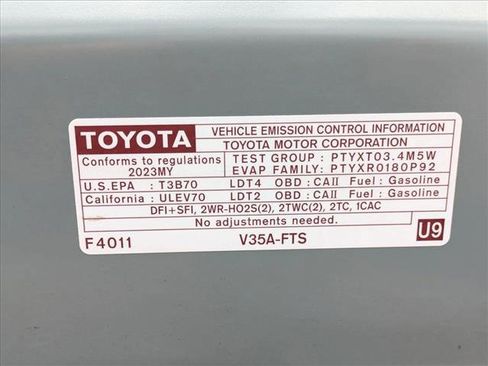 TOYOTA
VEHICLE EMISSION CONTROL INFORMATION
TOYOTA MOTOR CORPORATION
Conforms to regulations
2023MY
TEST GROUP : PTYXT03.4M5W
EVAP FAMILY: PTYXR0180P92
U.S.EPA : T3B70 LDT4 OBD : CAII Fuel : Gasoline
California : ULEV70 LDT2 OBD : CAII Fuel : Gasoline
DFI+SFI, 2WR-HO2S(2), 2TWC(2), 2TC, 1CAC
No adjustments needed.
F4011 V35A-FTS U9